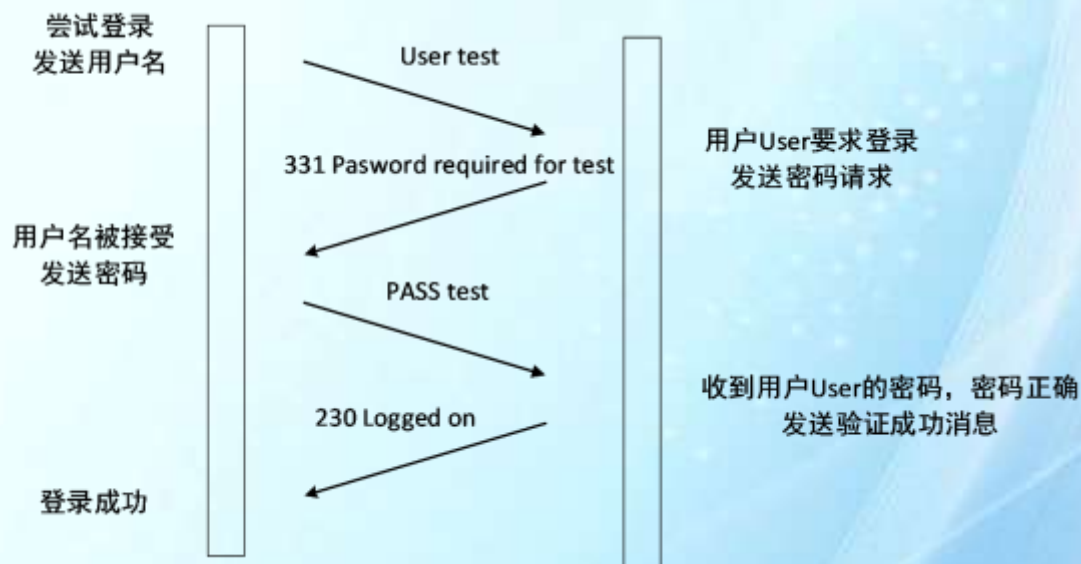 尝试登录
发送用户名
User test
用户User要求登录
发送密码请求
331 Pasword required for test
用户名被接受
发送密码
PASS test
收到用户User的密码，密码正确
发送验证成功消息
230 Logged on
登录成功